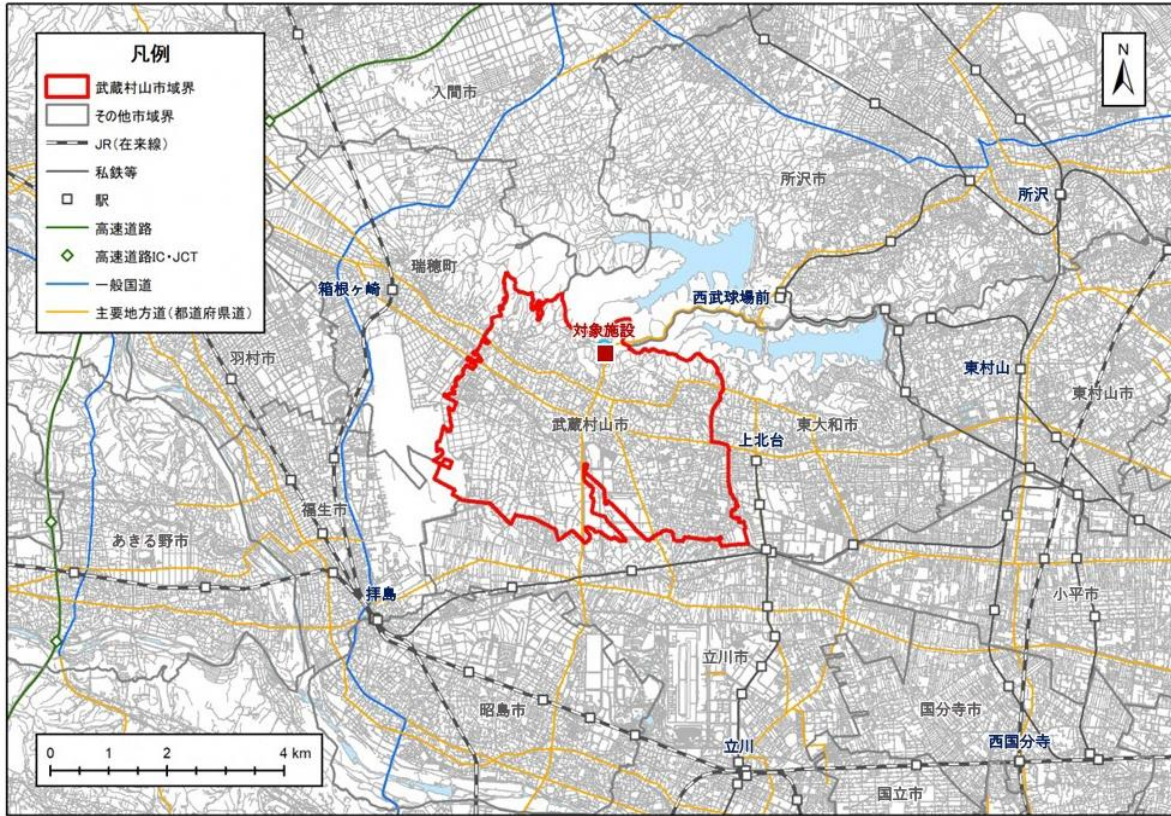 凡例
武蔵村山市域界
その他市域界
JR(在来線)
私鉄等
駅
高速道路
高速道路IC・JCT
一般国道
主要地方道(都道府県道)
N
入間市
所沢市
所沢
瑞穂町
箱根ヶ崎
西武球場前
対象施設
羽村市
東村山
東村山市
武蔵村山市
東大和市
上北台
福生市
あきる野市
拝島
小平市
立川市
昭島市
国分寺市
立川
西国分寺
国立市
0 1 2 4 km